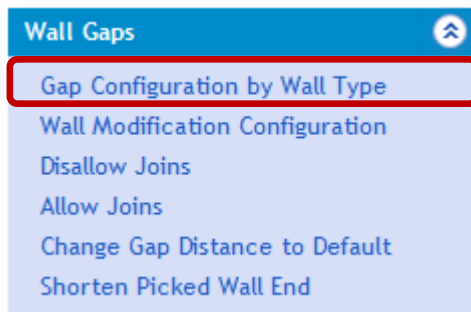 Wall Gaps
Gap Configuration by Wall Type
Wall Modification Configuration
Disallow Joins
Allow Joins
Change Gap Distance to Default
Shorten Picked Wall End